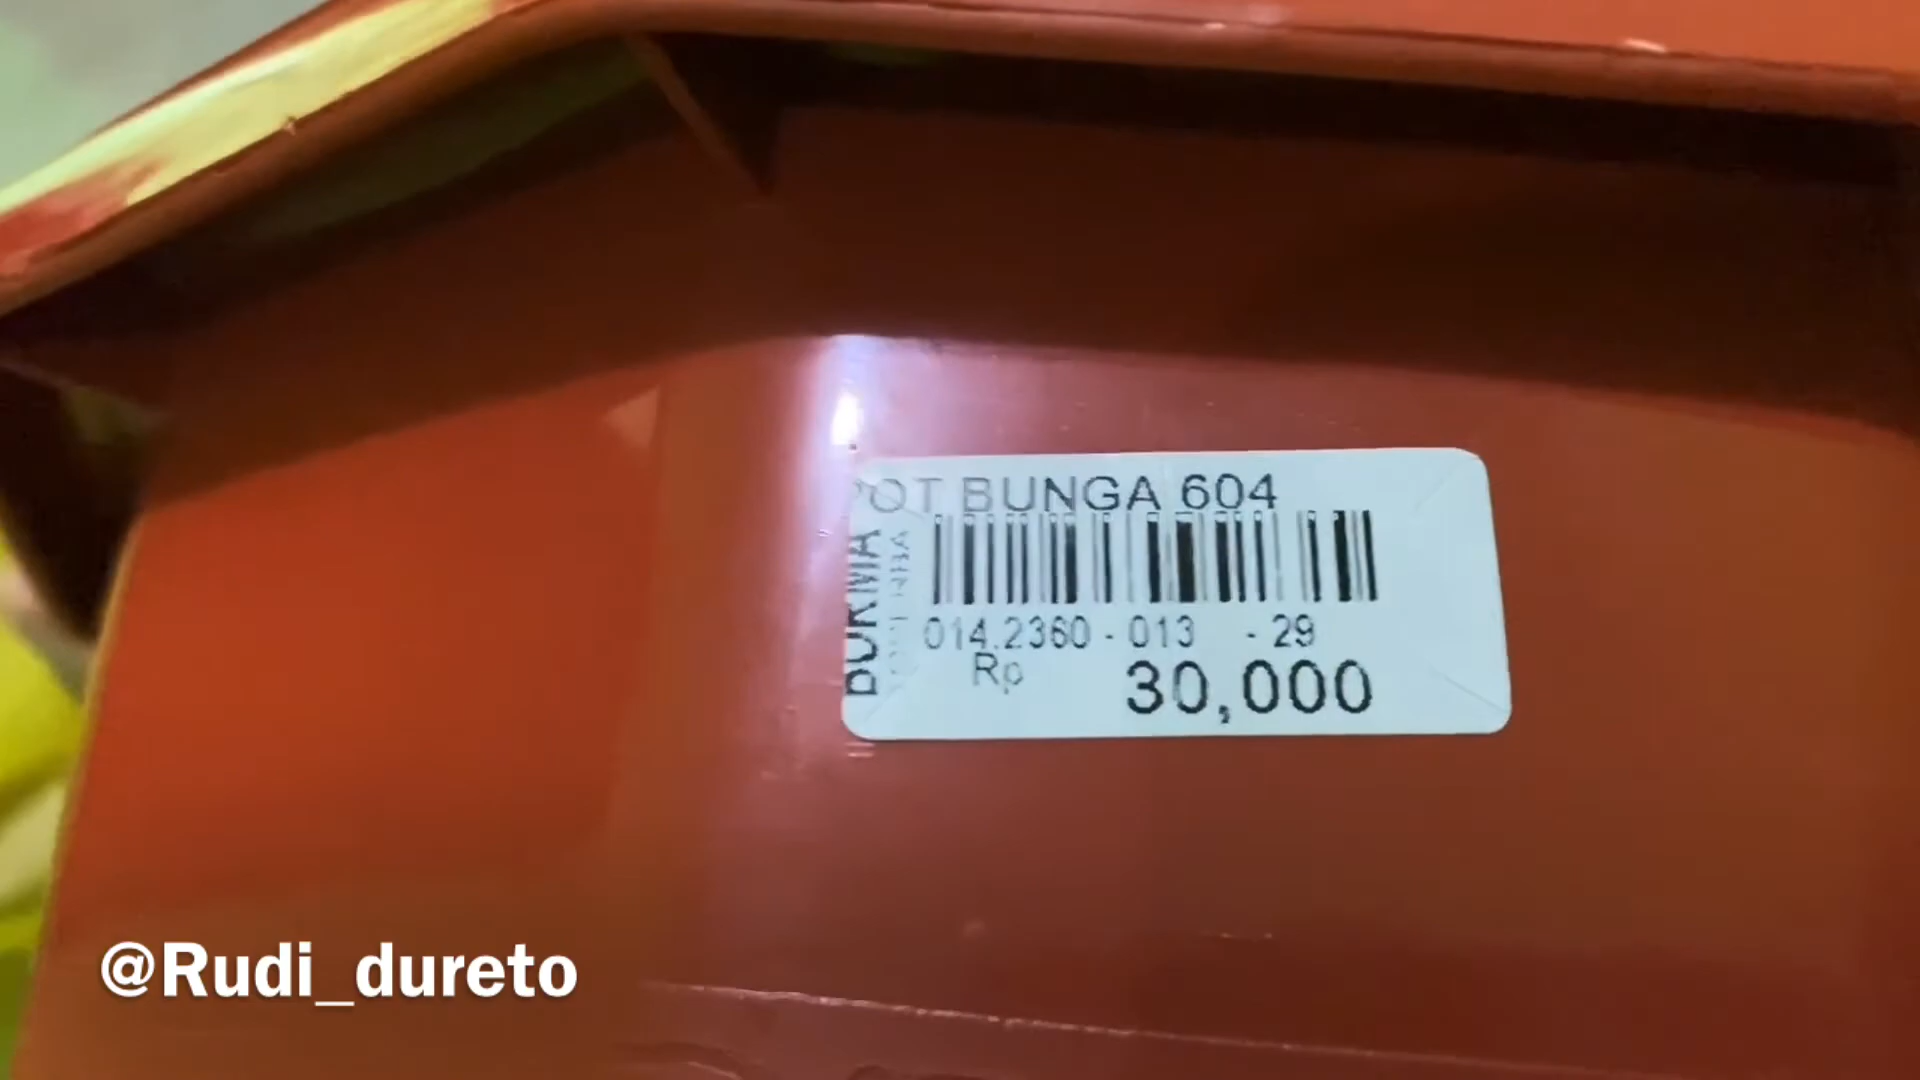 POT BUNGA 604
BORMA
014.2360 - 013 - 29
Rp 30,000
@Rudi_dureto